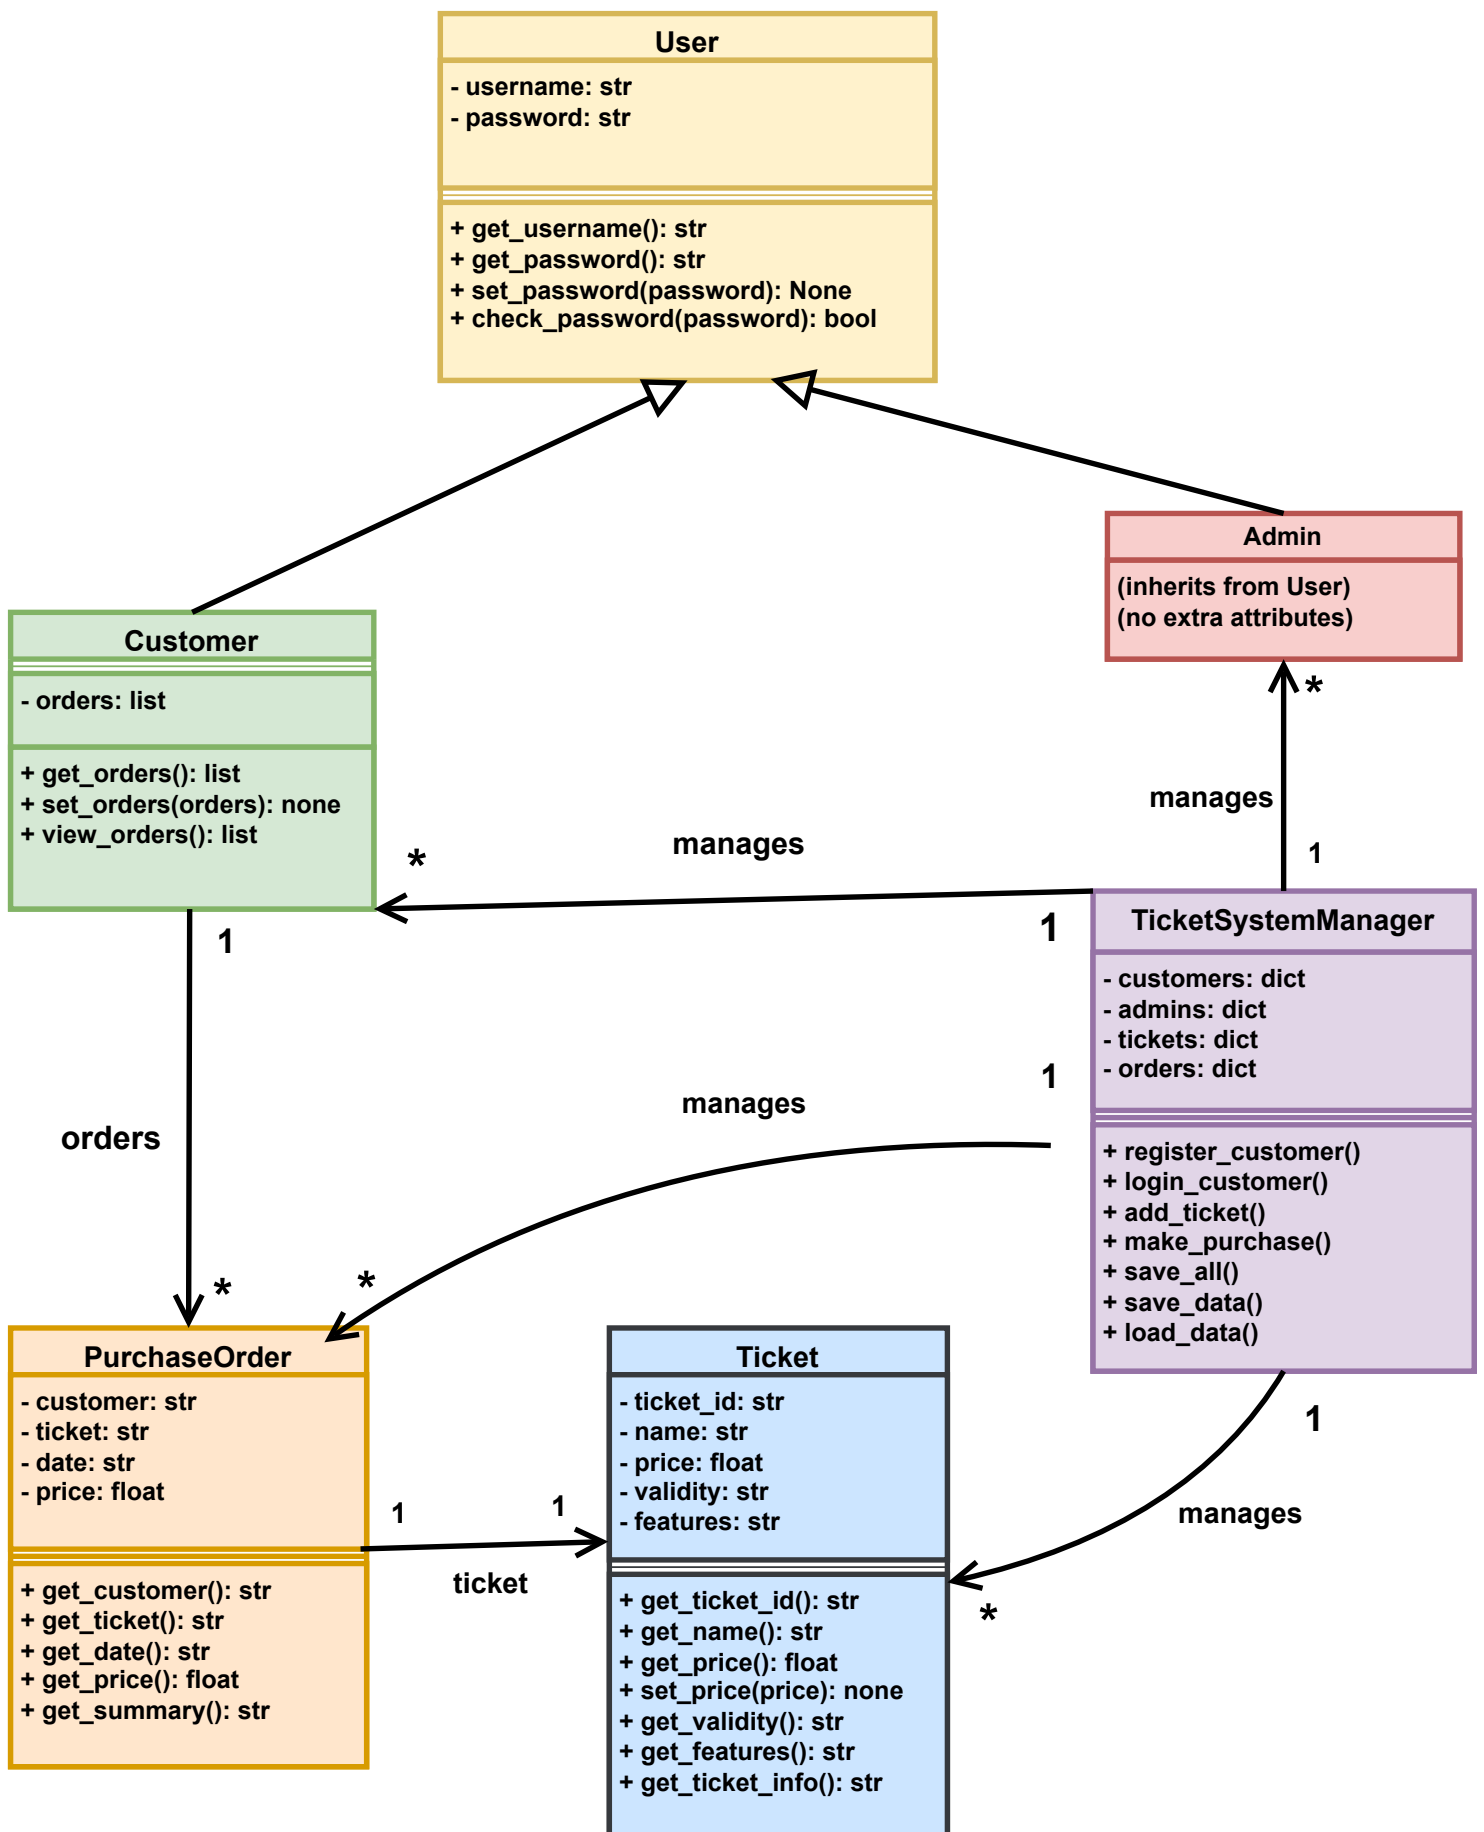 User
- username: str
- password: str
+ get_username(): str
+ get_password(): str
+ set_password(password): None
+ check_password(password): bool
Admin
(inherits from User)
(no extra attributes)
Customer
- orders: list
+ get_orders(): list
+ set_orders(orders): none
+ view_orders(): list
*
manages
1
*
manages
1
1
orders
*
TicketSystemManager
- customers: dict
- admins: dict
- tickets: dict
- orders: dict
+ register_customer()
+ login_customer()
+ add_ticket()
+ make_purchase()
+ save_all()
+ save_data()
+ load_data()
1
manages
*
PurchaseOrder
- customer: str
- ticket: str
- date: str
- price: float
+ get_customer(): str
+ get_ticket(): str
+ get_date(): str
+ get_price(): float
+ get_summary(): str
1
1
ticket
Ticket
- ticket_id: str
- name: str
- price: float
- validity: str
- features: str
+ get_ticket_id(): str
+ get_name(): str
+ get_price(): float
+ set_price(price): none
+ get_validity(): str
+ get_features(): str
+ get_ticket_info(): str
1
manages
*